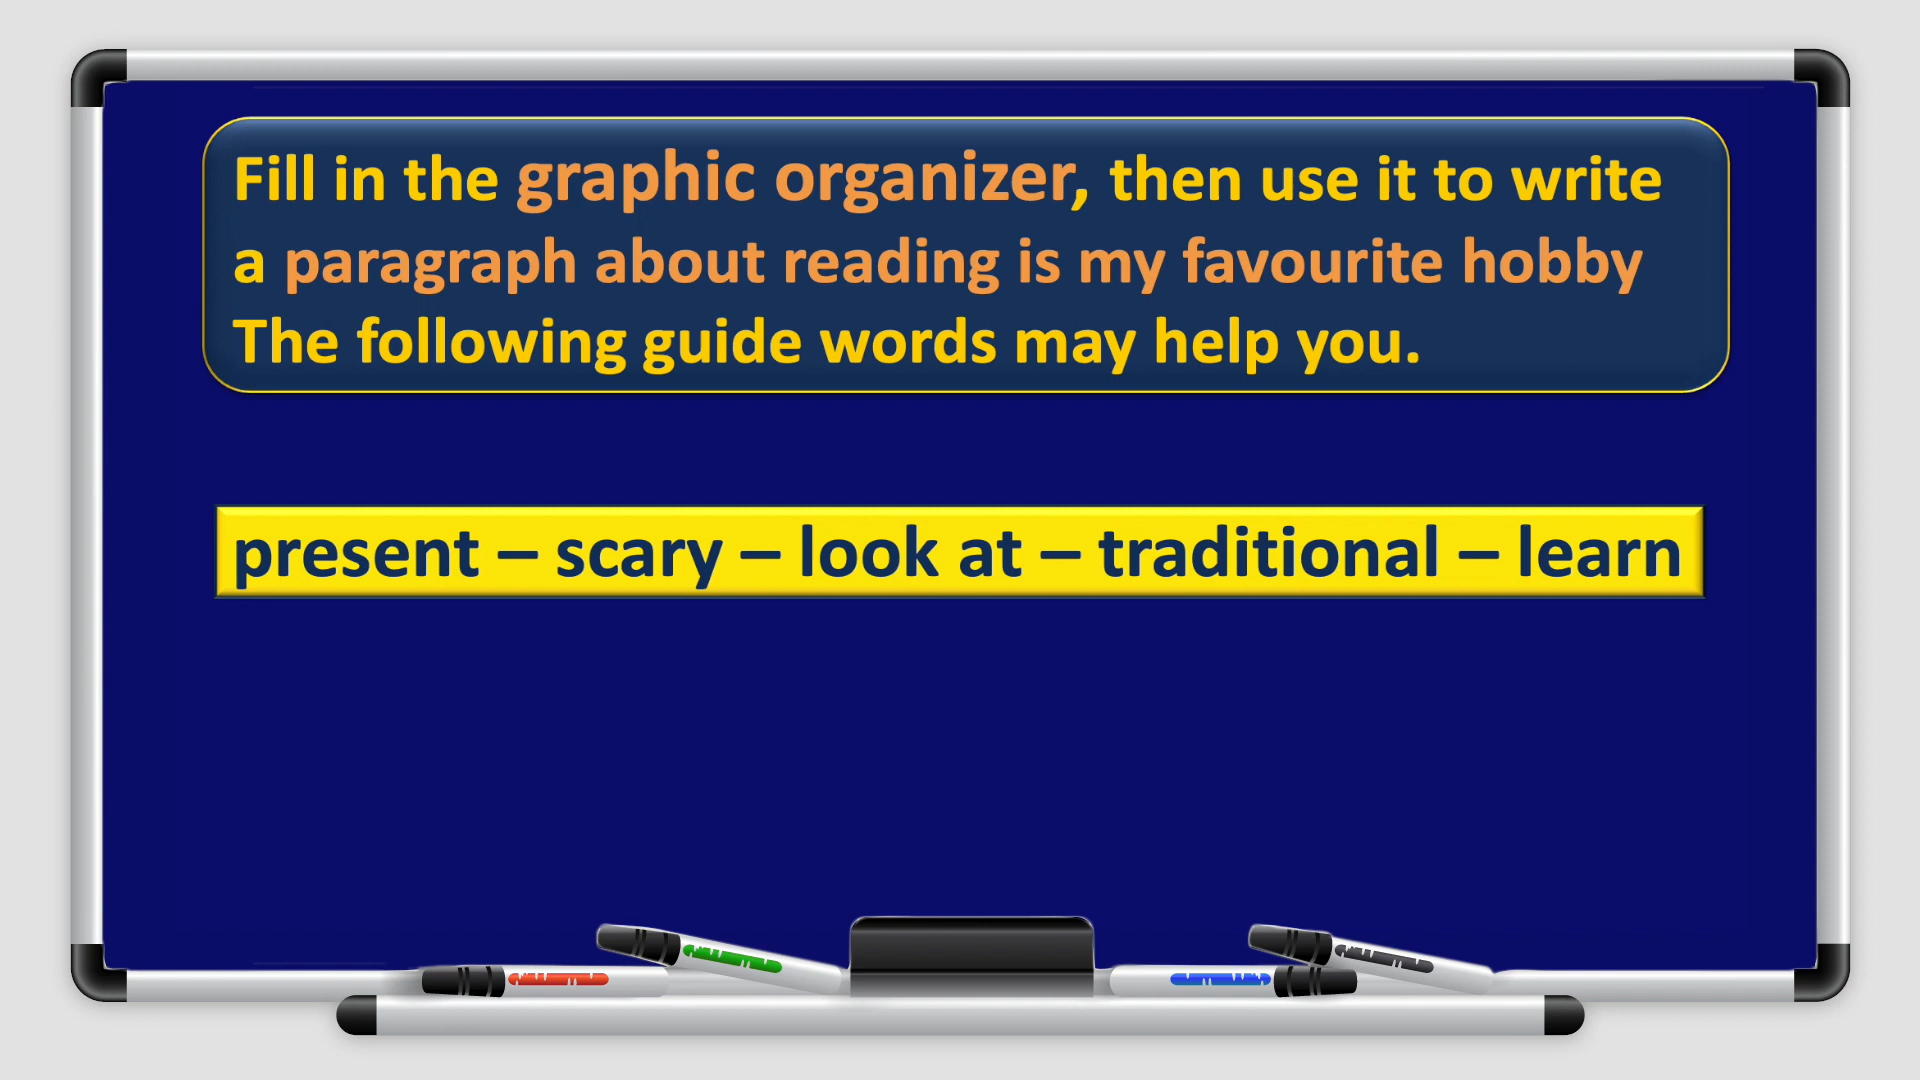 Fill in the graphic organizer, then use it to write
a paragraph about reading is my favourite hobby
The following guide words may help you.
present – scary – look at – traditional – learn